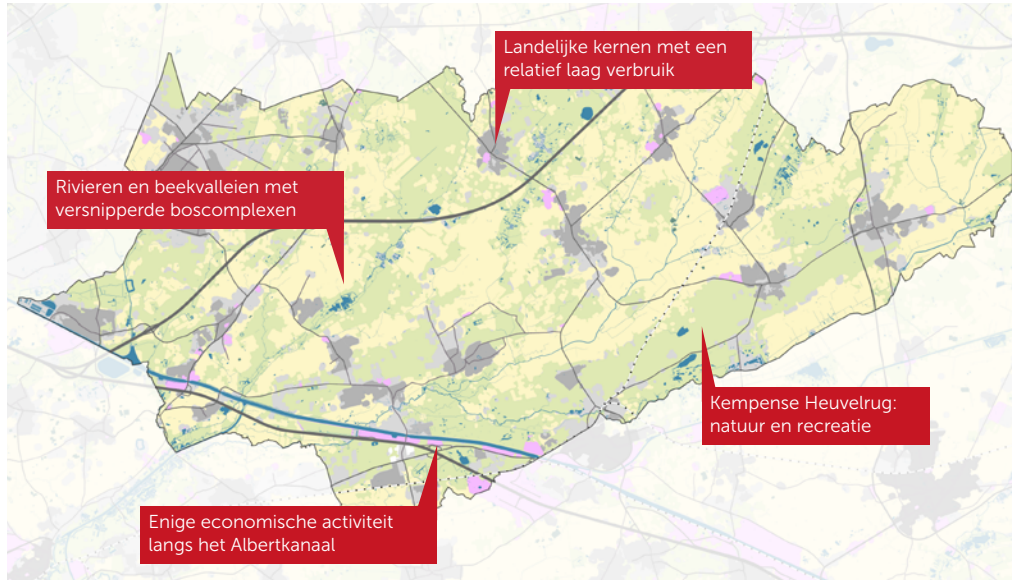 Landelijke kernen met een
relatief laag verbruik
Rivieren en beekvalleien met
versnipperde boscomplexen
Kempense Heuvelrug:
natuur en recreatie
Enige economische activiteit
langs het Albertkanaal